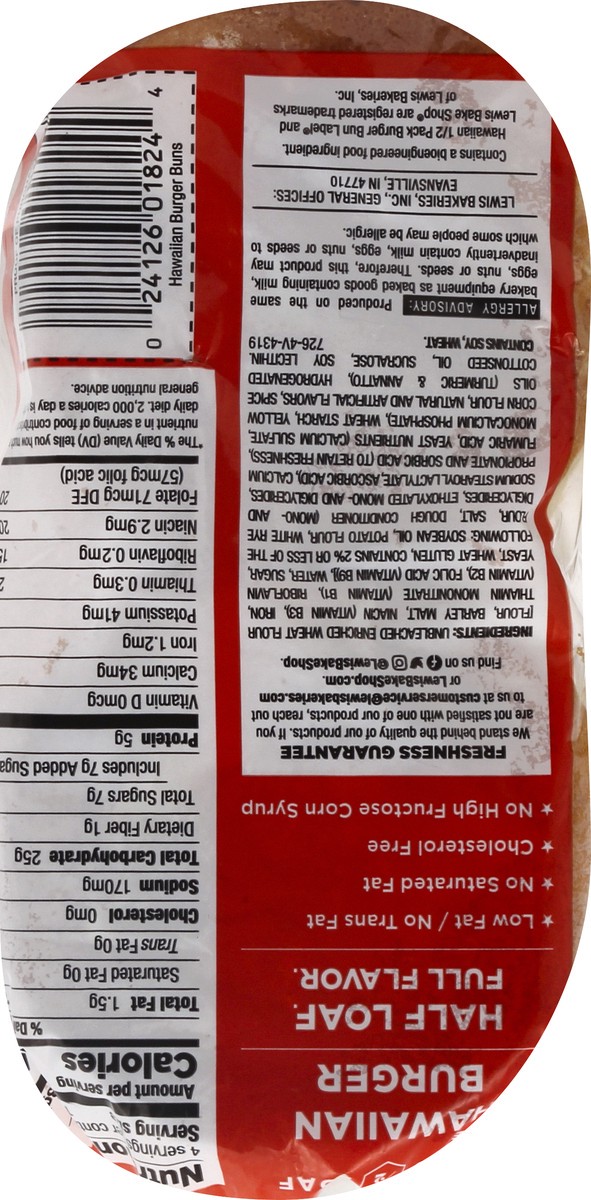 HAWAIIAN
BURGER
HALF LOAF.
FULL FLAVOR.
★ Low Fat / No Trans Fat
★ No Saturated Fat
★ Cholesterol Free
★ No High Fructose Corn Syrup
FRESHNESS GUARANTEE
We stand behind the quality of our products. If you
are not satisfied with one of our products, reach out
to us at customerservice@lewisbakeries.com
or LewisBakeShop.com.
Find us on @LewisBakeShop.
INGREDIENTS: UNBLEACHED ENRICHED WHEAT FLOUR
[FLOUR, BARLEY MALT, NIACIN (VITAMIN B3), IRON,
THIAMIN MONONITRATE (VITAMIN B1), RIBOFLAVIN
(VITAMIN B2), FOLIC ACID (VITAMIN B9)], WATER, SUGAR,
YEAST, WHEAT GLUTEN, CONTAINS 2% OR LESS OF THE
FOLLOWING: SOYBEAN OIL, POTATO FLOUR, WHITE RYE
FLOUR, SALT, DOUGH CONDITIONER (MONO- AND
DIGLYCERIDES, ETHOXYLATED MONO- AND DIGLYCERIDES,
SODIUM STEAROYL LACTYLATE, ASCORBIC ACID), CALCIUM
PROPIONATE AND SORBIC ACID (TO RETAIN FRESHNESS),
FUMARIC ACID, YEAST NUTRIENTS (CALCIUM SULFATE,
MONOCALCIUM PHOSPHATE), WHEAT STARCH, YELLOW
CORN FLOUR, NATURAL AND ARTIFICIAL FLAVORS, SPICE
OILS (TURMERIC & ANNATTO), HYDROGENATED
COTTONSEED OIL, SUCRALOSE, SOY LECITHIN.
CONTAINS SOY, WHEAT. 726-4V-4319
ALLERGY ADVISORY: Produced on the same
bakery equipment as baked goods containing milk,
eggs, nuts or seeds. Therefore, this product may
inadvertently contain milk, eggs, nuts or seeds to
which some people may be allergic.
LEWIS BAKERIES, INC., GENERAL OFFICES:
EVANSVILLE, IN 47710
Contains a bioengineered food ingredient.
Hawaiian 1/2 Pack Burger Bun Label® and
Lewis Bake Shop® are registered trademarks
of Lewis Bakeries, Inc.
4 servings
Serving
Amount per serving
Calories
Total Fat 1.5g
Saturated Fat 0g
Trans Fat 0g
Cholesterol 0mg
Sodium 170mg
Total Carbohydrate 25g
Dietary Fiber 1g
Total Sugars 7g
Includes 7g Added
Protein 5g
Vitamin D 0mcg
Calcium 34mg
Iron 1.2mg
Potassium 41mg
Thiamin 0.3mg
Riboflavin 0.2mg
Niacin 2.9mg
Folate 71mcg DFE
(57mcg folic acid)
*The % Daily Value (DV) tells you how
nutrient in a serving of food
daily diet. 2,000 calories a day is
general nutrition advice.
0 24126 01824 4
Hawaiian Burger Buns